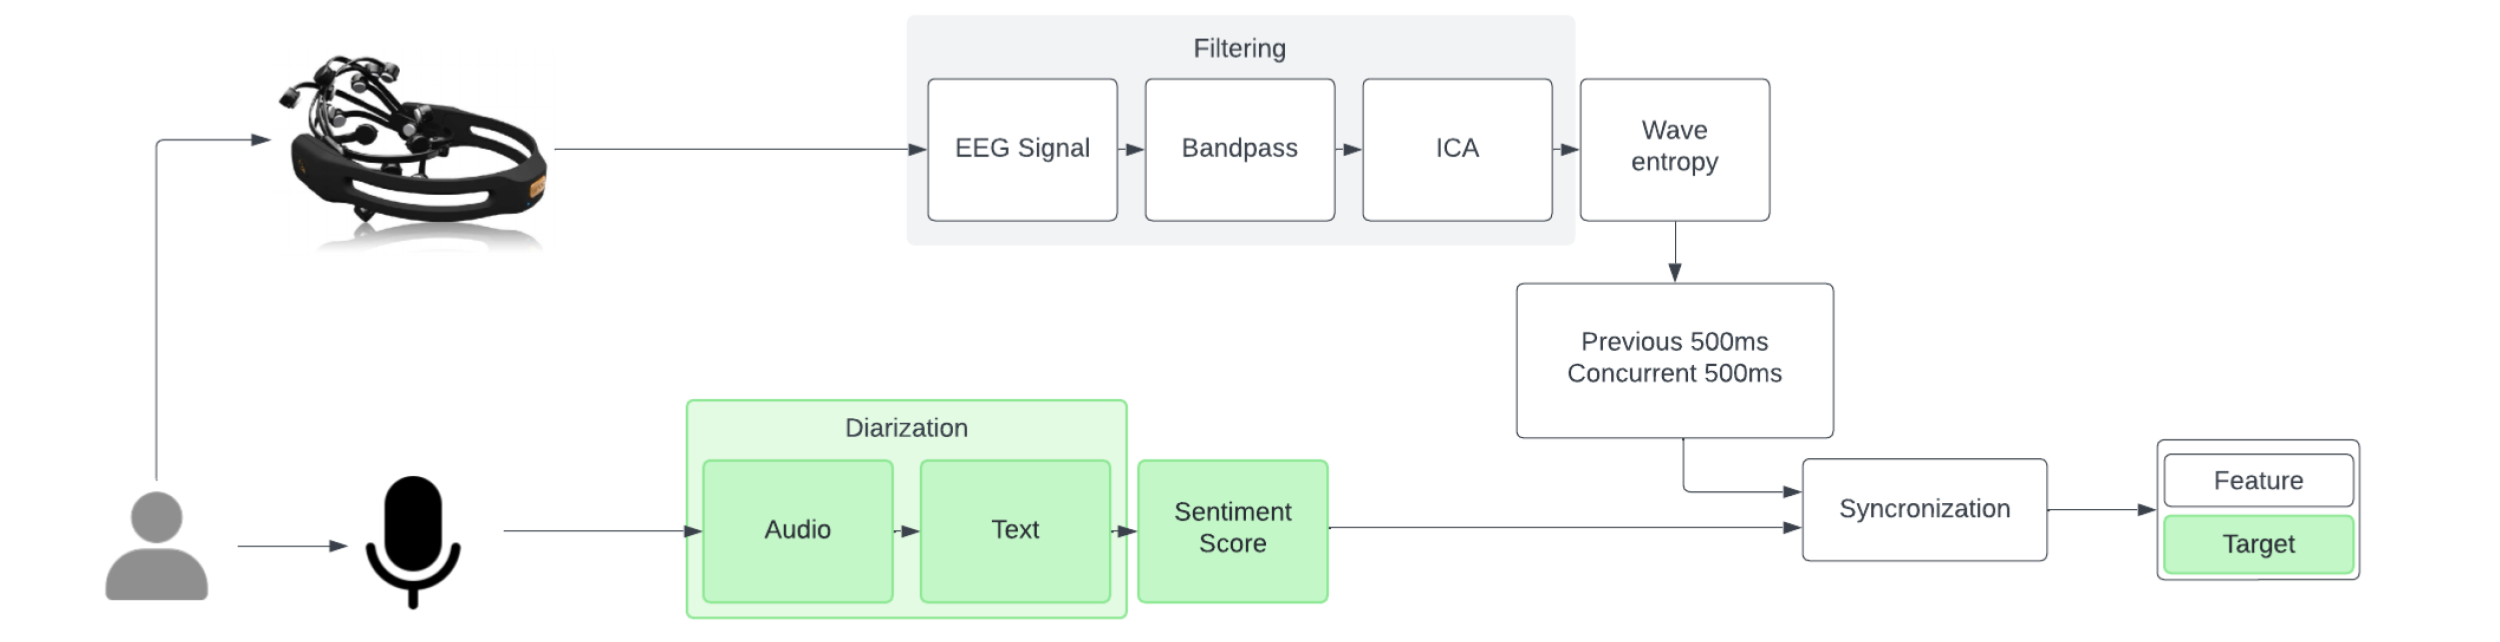 Filtering
EEG Signal
Bandpass
ICA
Wave
entropy
Previous 500ms
Concurrent 500ms
Diarization
Audio
Text
Sentiment
Score
Syncronization
Feature
Target